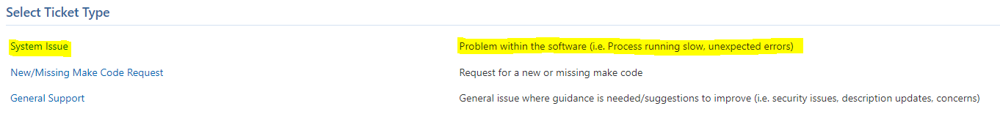 Select Ticket Type
System Issue Problem within the software (i.e. Process running slow, unexpected errors)
New/Missing Make Code Request Request for a new or missing make code
General Support General issue where guidance is needed/suggestions to improve (i.e. security issues, description updates, concerns)